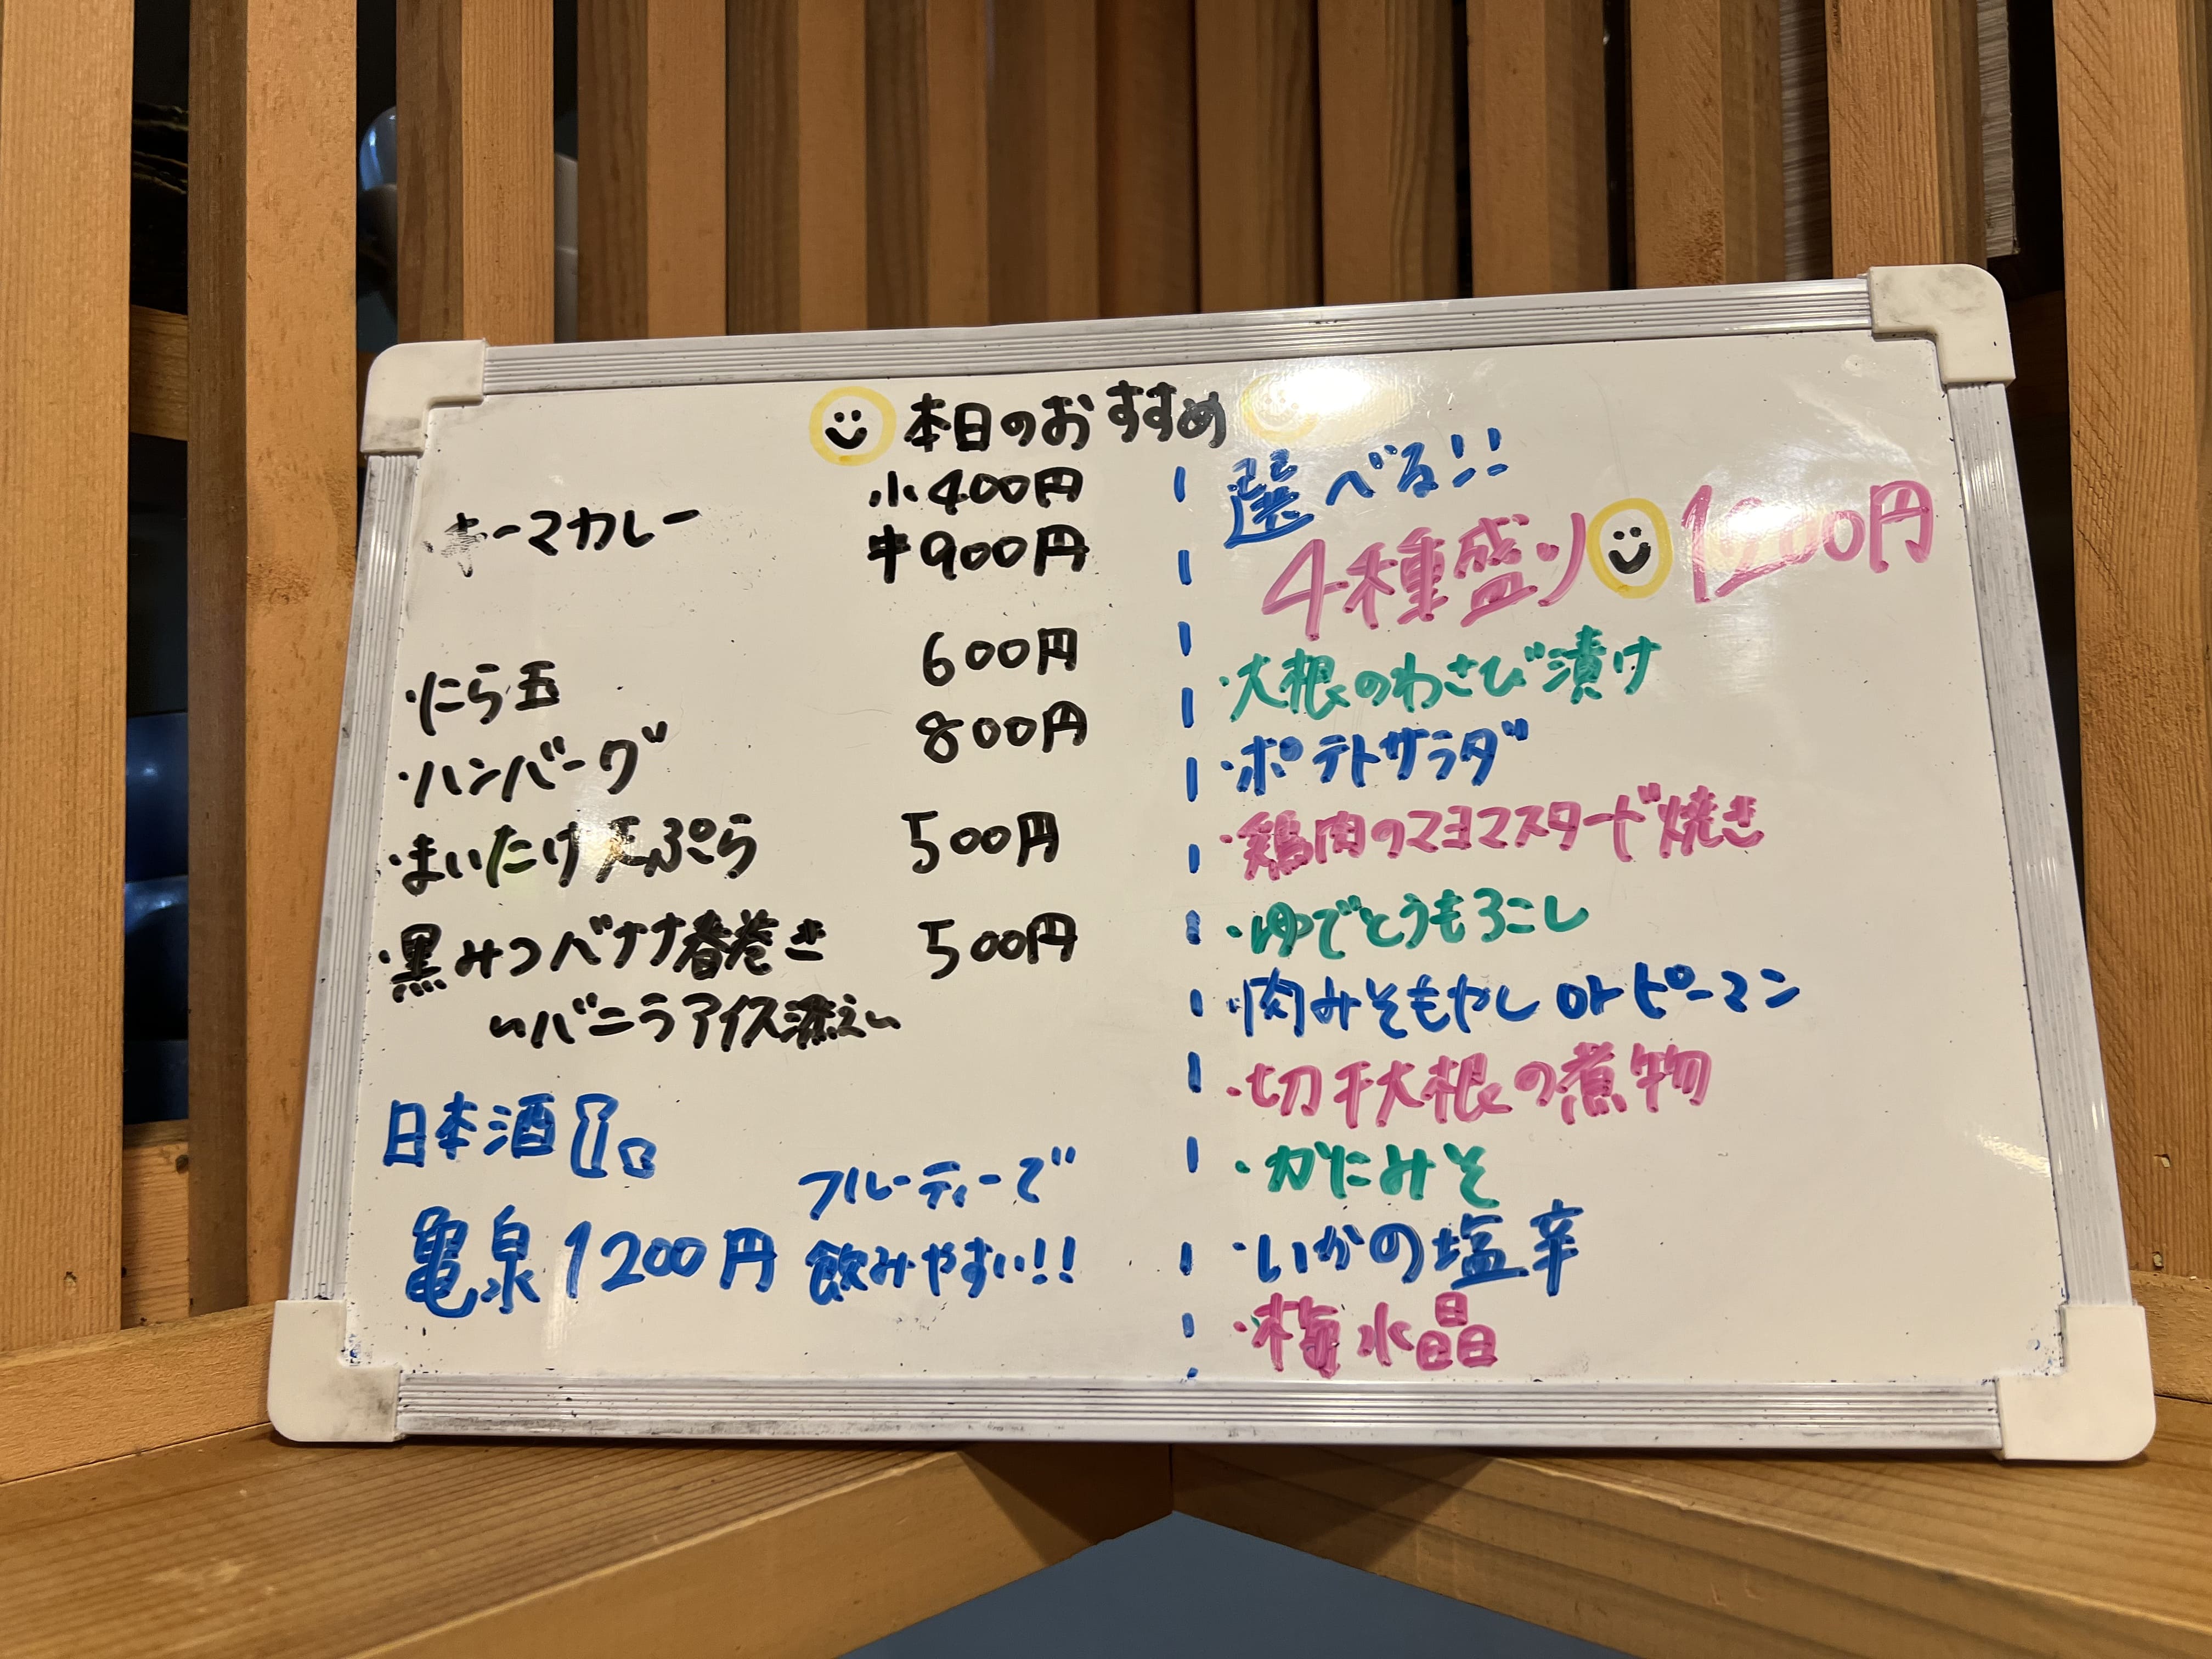 本日のおすすめ
・キーマカレー 小400円
中900円
・にら玉 600円
・ハンバーグ 800円
・まいたけ天ぷら 500円
・黒みつバナナ春巻き 500円
〃バニラアイス添え〃
日本酒
亀泉 1200円 フルーティーで
飲みやすい!!
選べる!!
4種盛り 1200円
・大根のわさび漬け
・ポテトサラダ
・鶏肉のマヨマスタード焼き
・ゆでとうもろこし
・肉みそもやし or ピーマン
・切干大根の煮物
・かにみそ
・いかの塩辛
・梅水晶